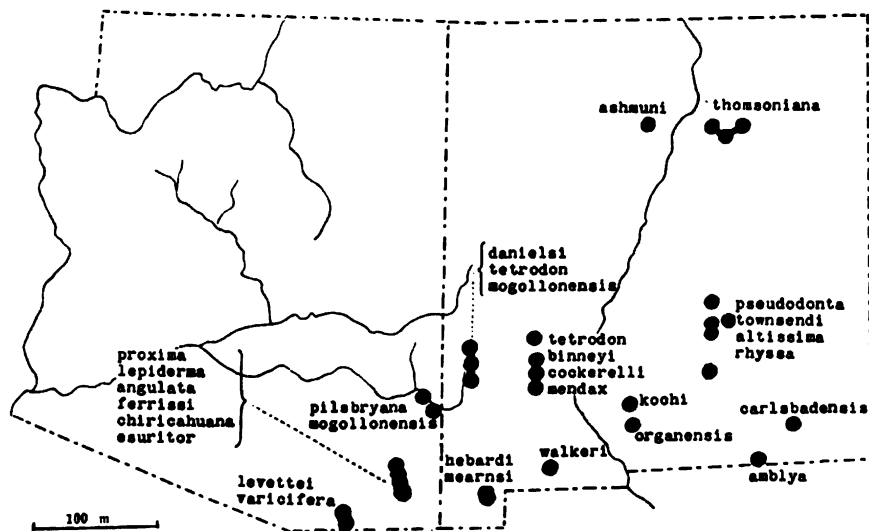 ashmuni
thomsoniana
danielsi
tetrodon
mogollonensis
proxima
lepiderma
angulata
ferrissi
chiricahuana
esuritor
pilsbryana
mogollonensis
tetrodon
binneyi
cockerelli
mendax
pseudodonta
townsendi
altissima
rhyssa
koohi
organensis
carlsbadensis
walkeri
amblya
hebardi
mearnsi
levettei
varicifera
100 m